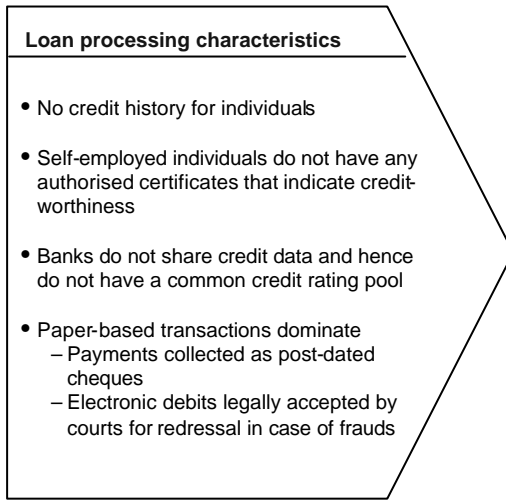 Loan processing characteristics
• No credit history for individuals
• Self-employed individuals do not have any
authorised certificates that indicate credit-
worthiness
• Banks do not share credit data and hence
do not have a common credit rating pool
• Paper-based transactions dominate
– Payments collected as post-dated
cheques
– Electronic debits legally accepted by
courts for redressal in case of frauds